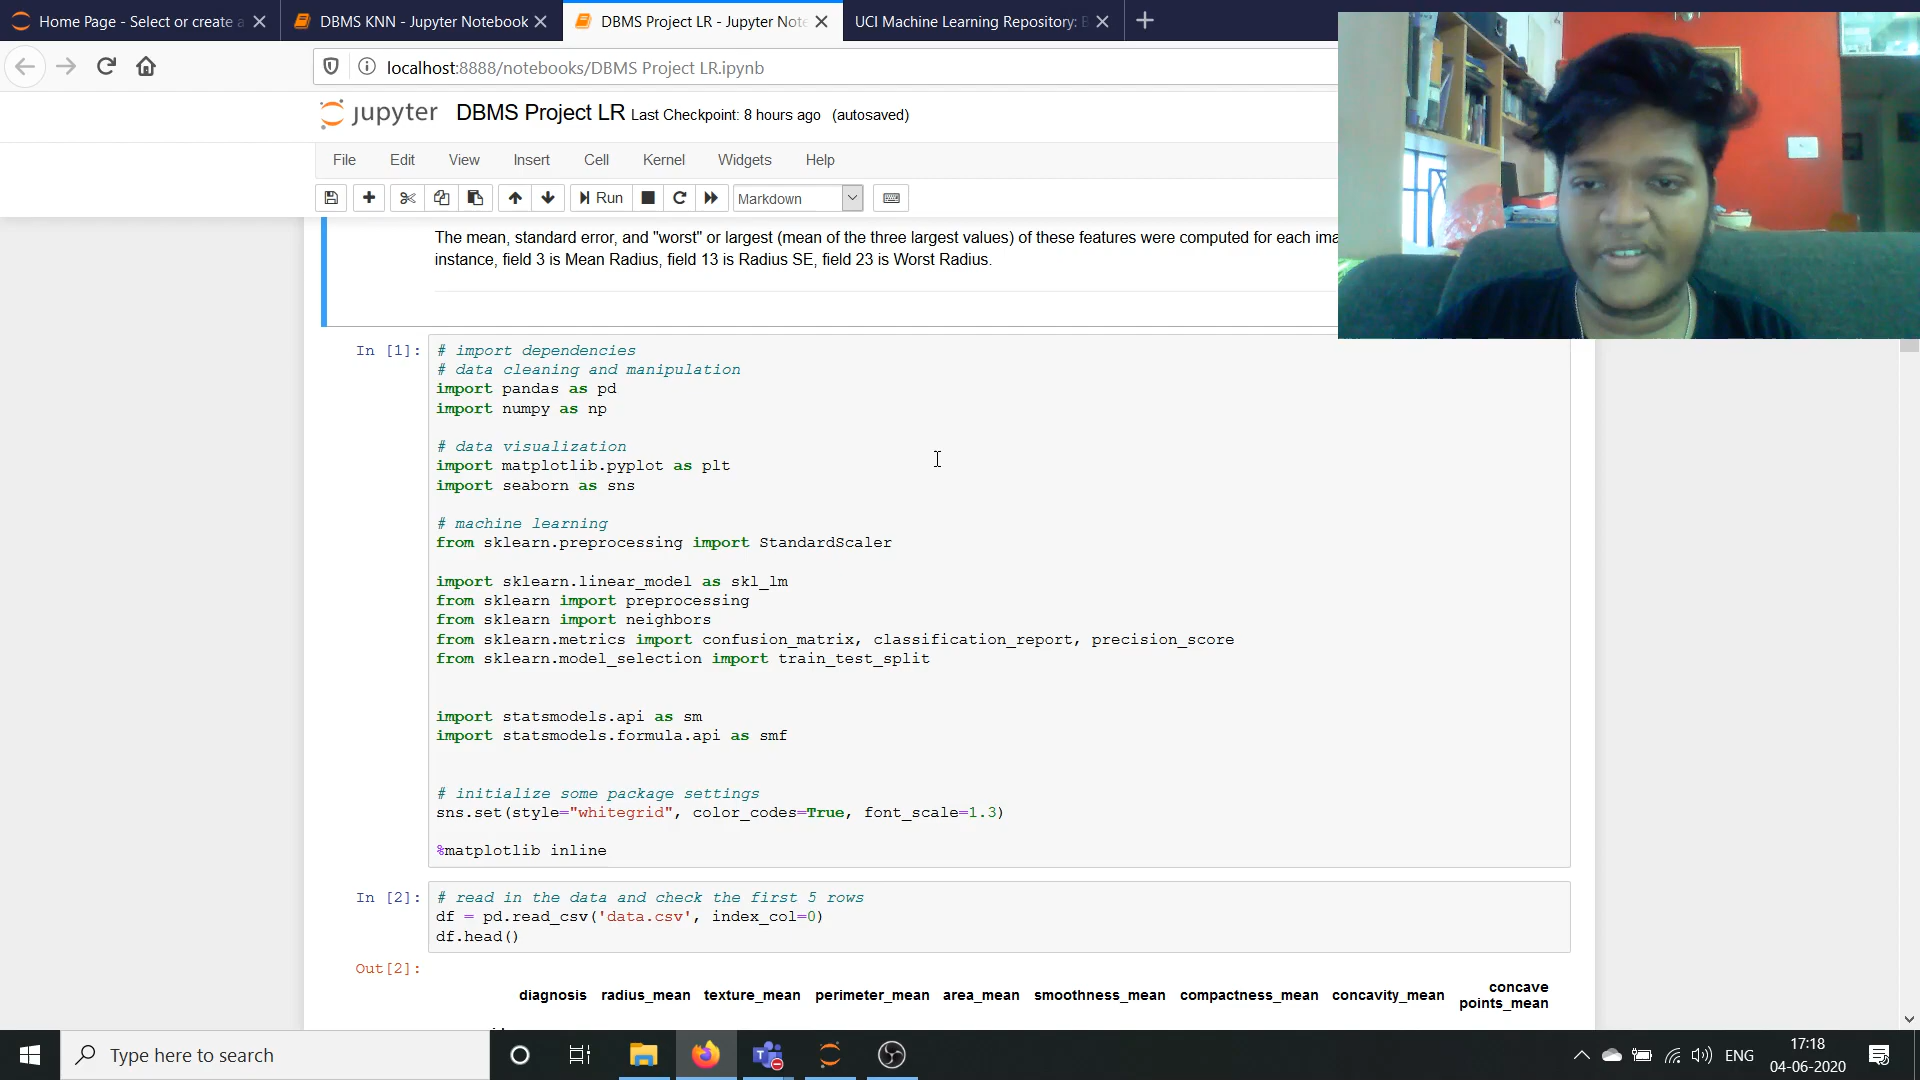 Home Page - Select or create a
DBMS KNN - Jupyter Notebook
DBMS Project LR - Jupyter Note
UCI Machine Learning Repository:
localhost:8888/notebooks/DBMS Project LR.ipynb
jupyter DBMS Project LR Last Checkpoint: 8 hours ago (autosaved)
File Edit View Insert Cell Kernel Widgets Help
Run Markdown
The mean, standard error, and "worst" or largest (mean of the three largest values) of these features were computed for each
instance, field 3 is Mean Radius, field 13 is Radius SE, field 23 is Worst Radius.
In [1]:
# import dependencies
# data cleaning and manipulation
import pandas as pd
import numpy as np
# data visualization
import matplotlib.pyplot as plt
import seaborn as sns
# machine learning
from sklearn.preprocessing import StandardScaler
import sklearn.linear_model as skl_lm
from sklearn import preprocessing
from sklearn import neighbors
from sklearn.metrics import confusion_matrix, classification_report, precision_score
from sklearn.model_selection import train_test_split
import statsmodels.api as sm
import statsmodels.formula.api as smf
# initialize some package settings
sns.set(style="whitegrid", color_codes=True, font_scale=1.3)
%matplotlib inline
In [2]:
# read in the data and check the first 5 rows
df = pd.read_csv('data.csv', index_col=0)
df.head()
Out[2]:
diagnosis radius_mean texture_mean perimeter_mean area_mean smoothness_mean compactness_mean concavity_mean concave points_mean
Type here to search
ENG
17:18
04-06-2020